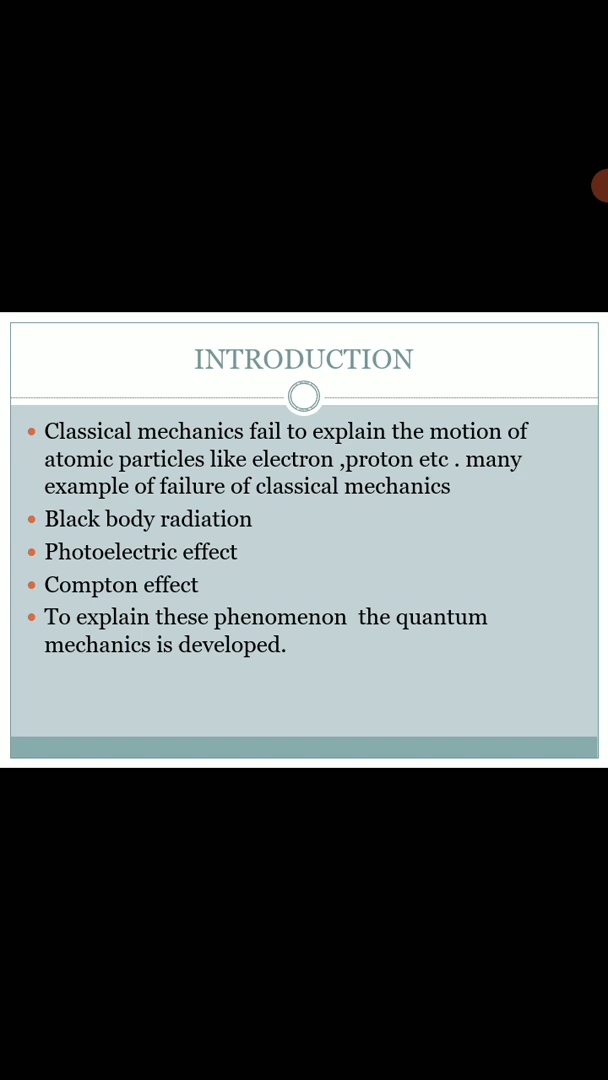 INTRODUCTION
Classical mechanics fail to explain the motion of
atomic particles like electron ,proton etc . many
example of failure of classical mechanics
Black body radiation
Photoelectric effect
Compton effect
To explain these phenomenon  the quantum
mechanics is developed.